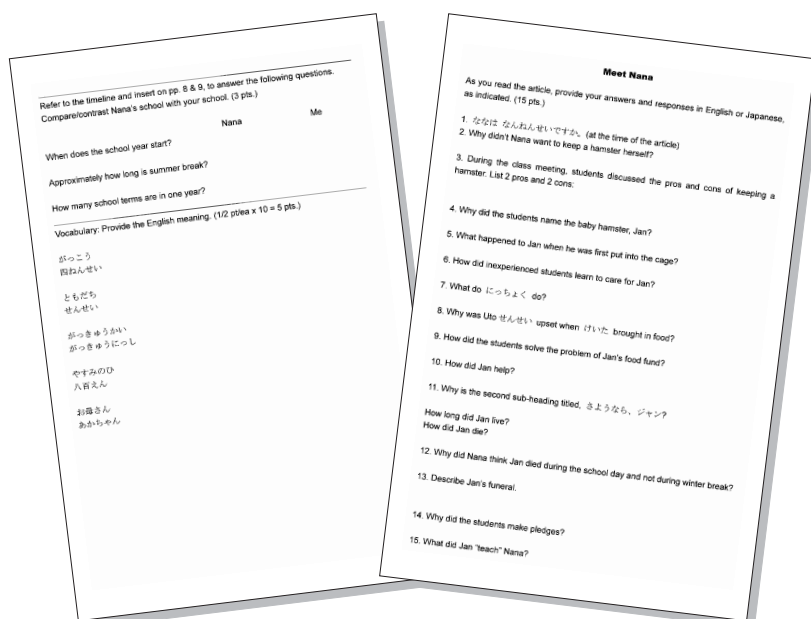 Refer to the timeline and insert on pp. 8 & 9, to answer the following questions.
Compare/contrast Nana's school with your school. (3 pts.)
Nana Me
When does the school year start?
Approximately how long is summer break?
How many school terms are in one year?
Vocabulary: Provide the English meaning. (1/2 pt/ea x 10 = 5 pts.)
がっこう
四ねんせい
ともだち
せんせい
がっきゅうかい
がっきゅうにっし
やすみのひ
八百えん
お母さん
あかちゃん
Meet Nana
As you read the article, provide your answers and responses in English or Japanese,
as indicated. (15 pts.)
1. ななは なんねんせいですか。(at the time of the article)
2. Why didn't Nana want to keep a hamster herself?
3. During the class meeting, students discussed the pros and cons of keeping a
hamster. List 2 pros and 2 cons:
4. Why did the students name the baby hamster, Jan?
5. What happened to Jan when he was first put into the cage?
6. How did inexperienced students learn to care for Jan?
7. What do にっちょく do?
8. Why was Uto せんせい upset when けいた brought in food?
9. How did the students solve the problem of Jan's food fund?
10. How did Jan help?
11. Why is the second sub-heading titled, さようなら、ジャン?
How long did Jan live?
How did Jan die?
12. Why did Nana think Jan died during the school day and not during winter break?
13. Describe Jan's funeral.
14. Why did the students make pledges?
15. What did Jan "teach" Nana?